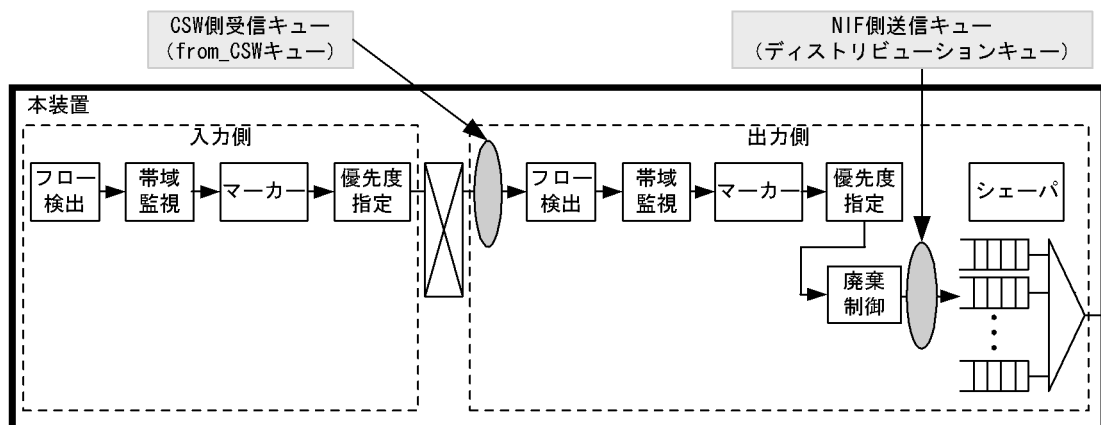 CSW側受信キュー
（from_CSWキュー）
NIF側送信キュー
（ディストリビューションキュー）
本装置
入力側
出力側
フロー
検出
帯域
監視
マーカー
優先度
指定
フロー
検出
帯域
監視
マーカー
優先度
指定
シェーパ
廃棄
制御